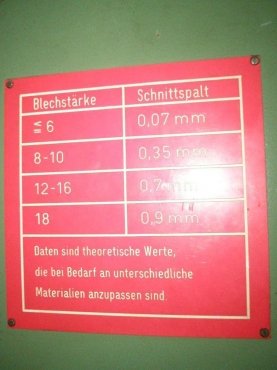 Blechstärke Schnittspalt
≦ 6 0,07 mm
8-10 0,35 mm
12-16 0,7 mm
18 0,9 mm
Daten sind theoretische Werte,
die bei Bedarf an unterschiedliche
Materialien anzupassen sind.